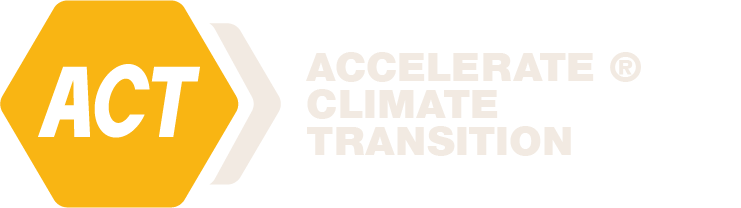 ACT
ACCELERATE ®
CLIMATE
TRANSITION